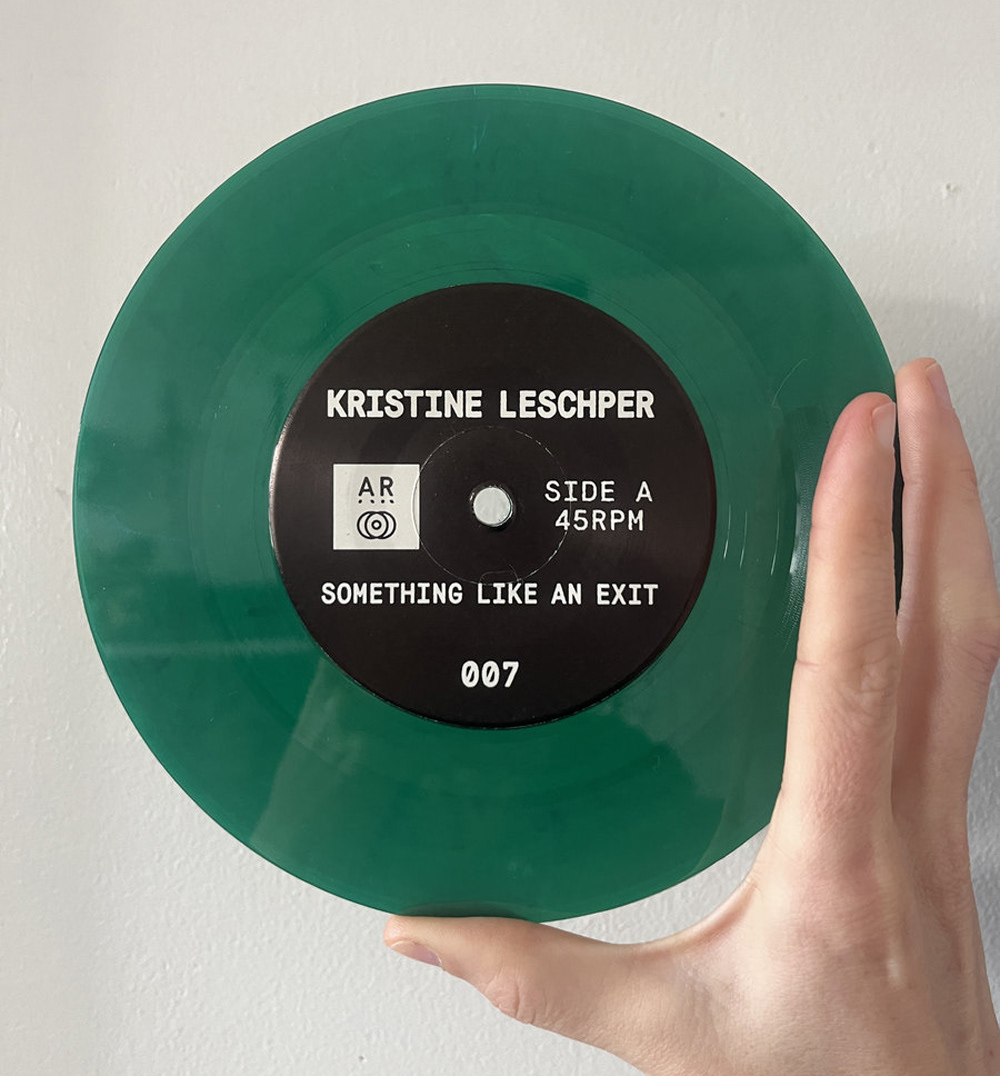 KRISTINE LESCHPER
AR
SIDE A
45RPM
SOMETHING LIKE AN EXIT
007